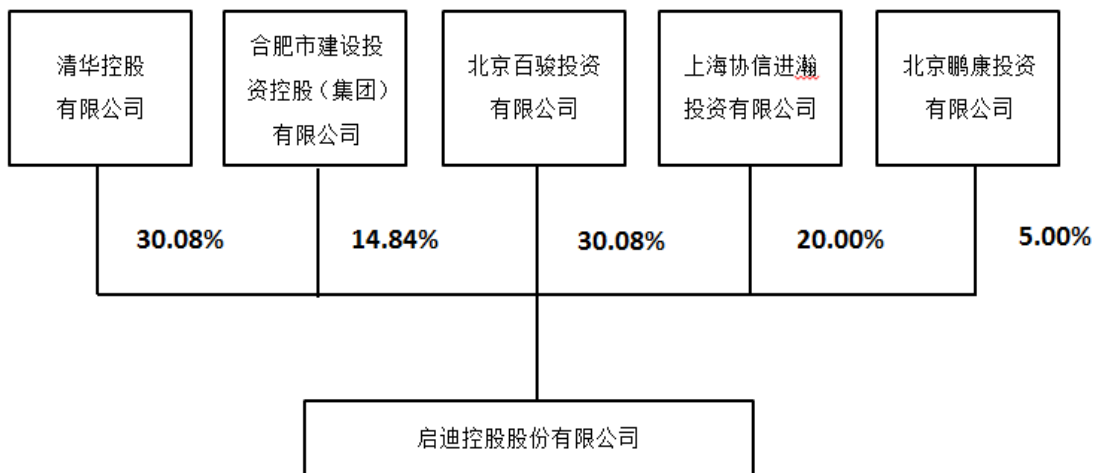 清华控股
有限公司
合肥市建设投
资控股（集团）
有限公司
北京百骏投资
有限公司
上海协信进瀚
投资有限公司
北京鹏康投资
有限公司
30.08%
14.84%
30.08%
20.00%
5.00%
启迪控股股份有限公司